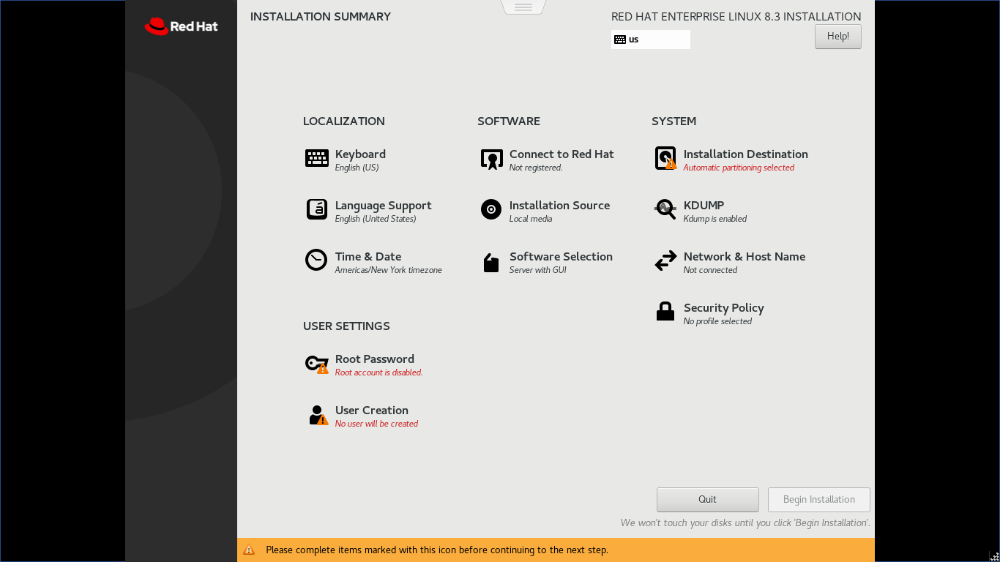 Red Hat
INSTALLATION SUMMARY
RED HAT ENTERPRISE LINUX 8.3 INSTALLATION
us
Help!
LOCALIZATION
Keyboard
English (US)
Language Support
English (United States)
Time & Date
Americas/New York timezone
SOFTWARE
Connect to Red Hat
Not registered.
Installation Source
Local media
Software Selection
Server with GUI
SYSTEM
Installation Destination
Automatic partitioning selected
KDUMP
Kdump is enabled
Network & Host Name
Not connected
Security Policy
No profile selected
USER SETTINGS
Root Password
Root account is disabled.
User Creation
No user will be created
Quit
Begin Installation
We won't touch your disks until you click 'Begin Installation'.
Please complete items marked with this icon before continuing to the next step.